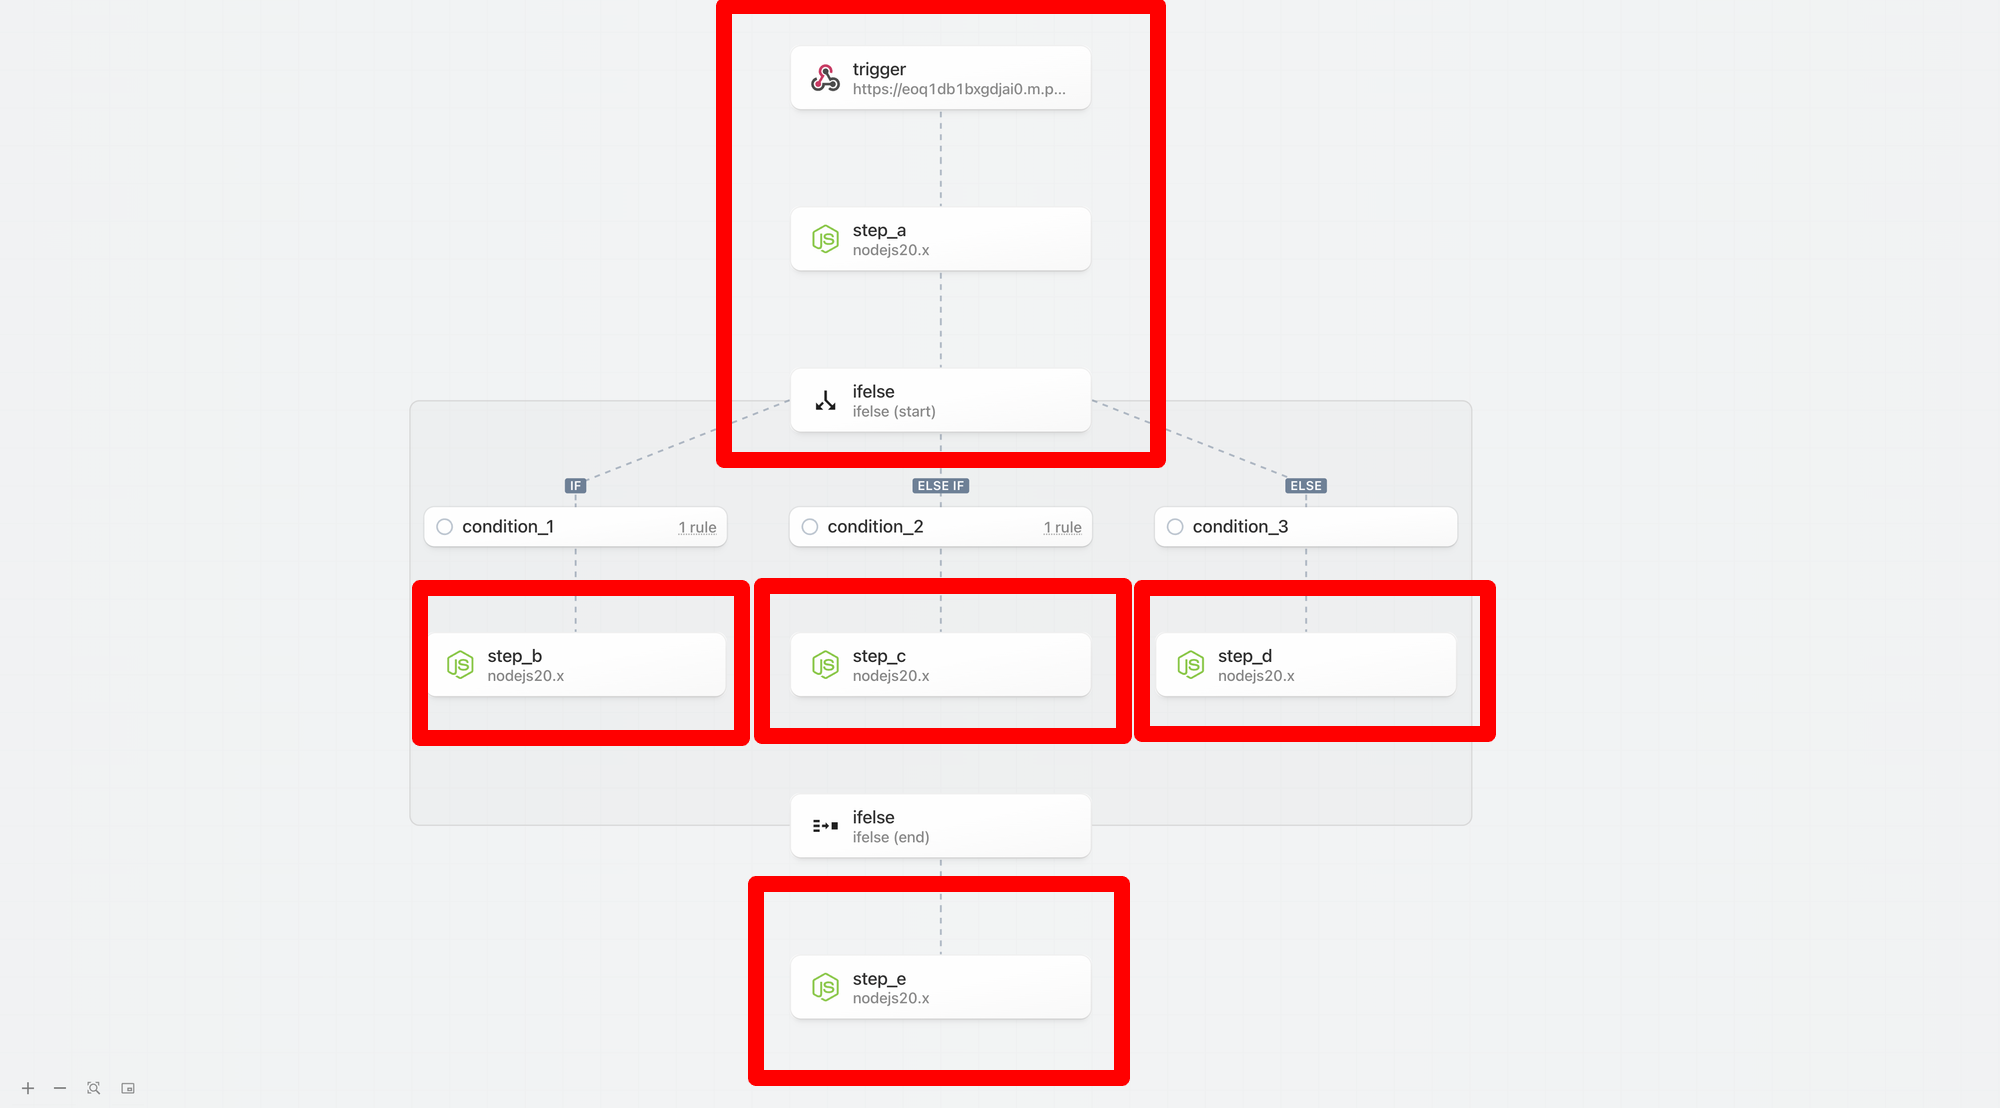 trigger
https://eoq1db1bxgdjai0.m.p...
step_a
nodejs20.x
ifelse
ifelse (start)
IF
ELSE IF
ELSE
condition_1
1 rule
condition_2
1 rule
condition_3
step_b
nodejs20.x
step_c
nodejs20.x
step_d
nodejs20.x
ifelse
ifelse (end)
step_e
nodejs20.x